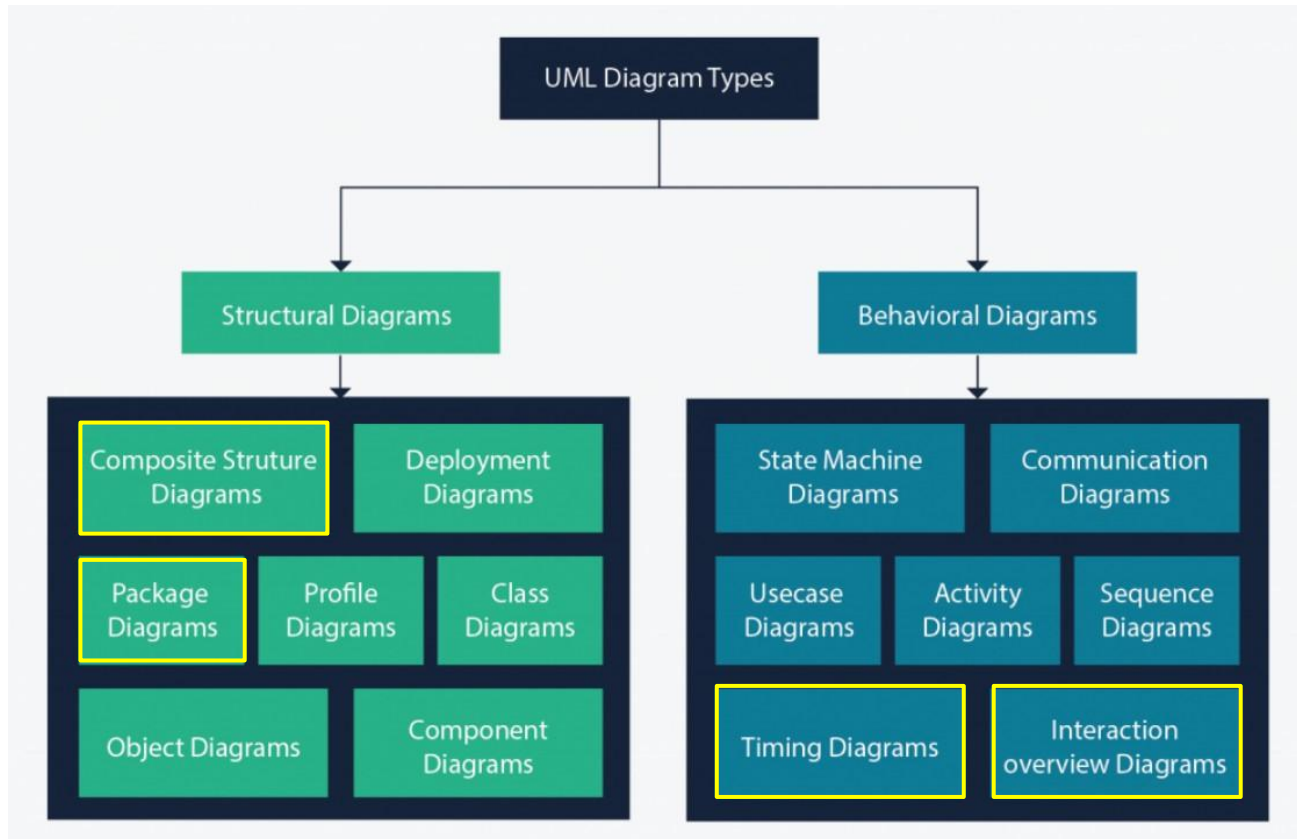 UML Diagram Types
Structural Diagrams
Behavioral Diagrams
Composite Struture
Diagrams
Deployment
Diagrams
Package
Diagrams
Profile
Diagrams
Class
Diagrams
Object Diagrams
Component
Diagrams
State Machine
Diagrams
Communication
Diagrams
Usecase
Diagrams
Activity
Diagrams
Sequence
Diagrams
Timing Diagrams
Interaction
overview Diagrams